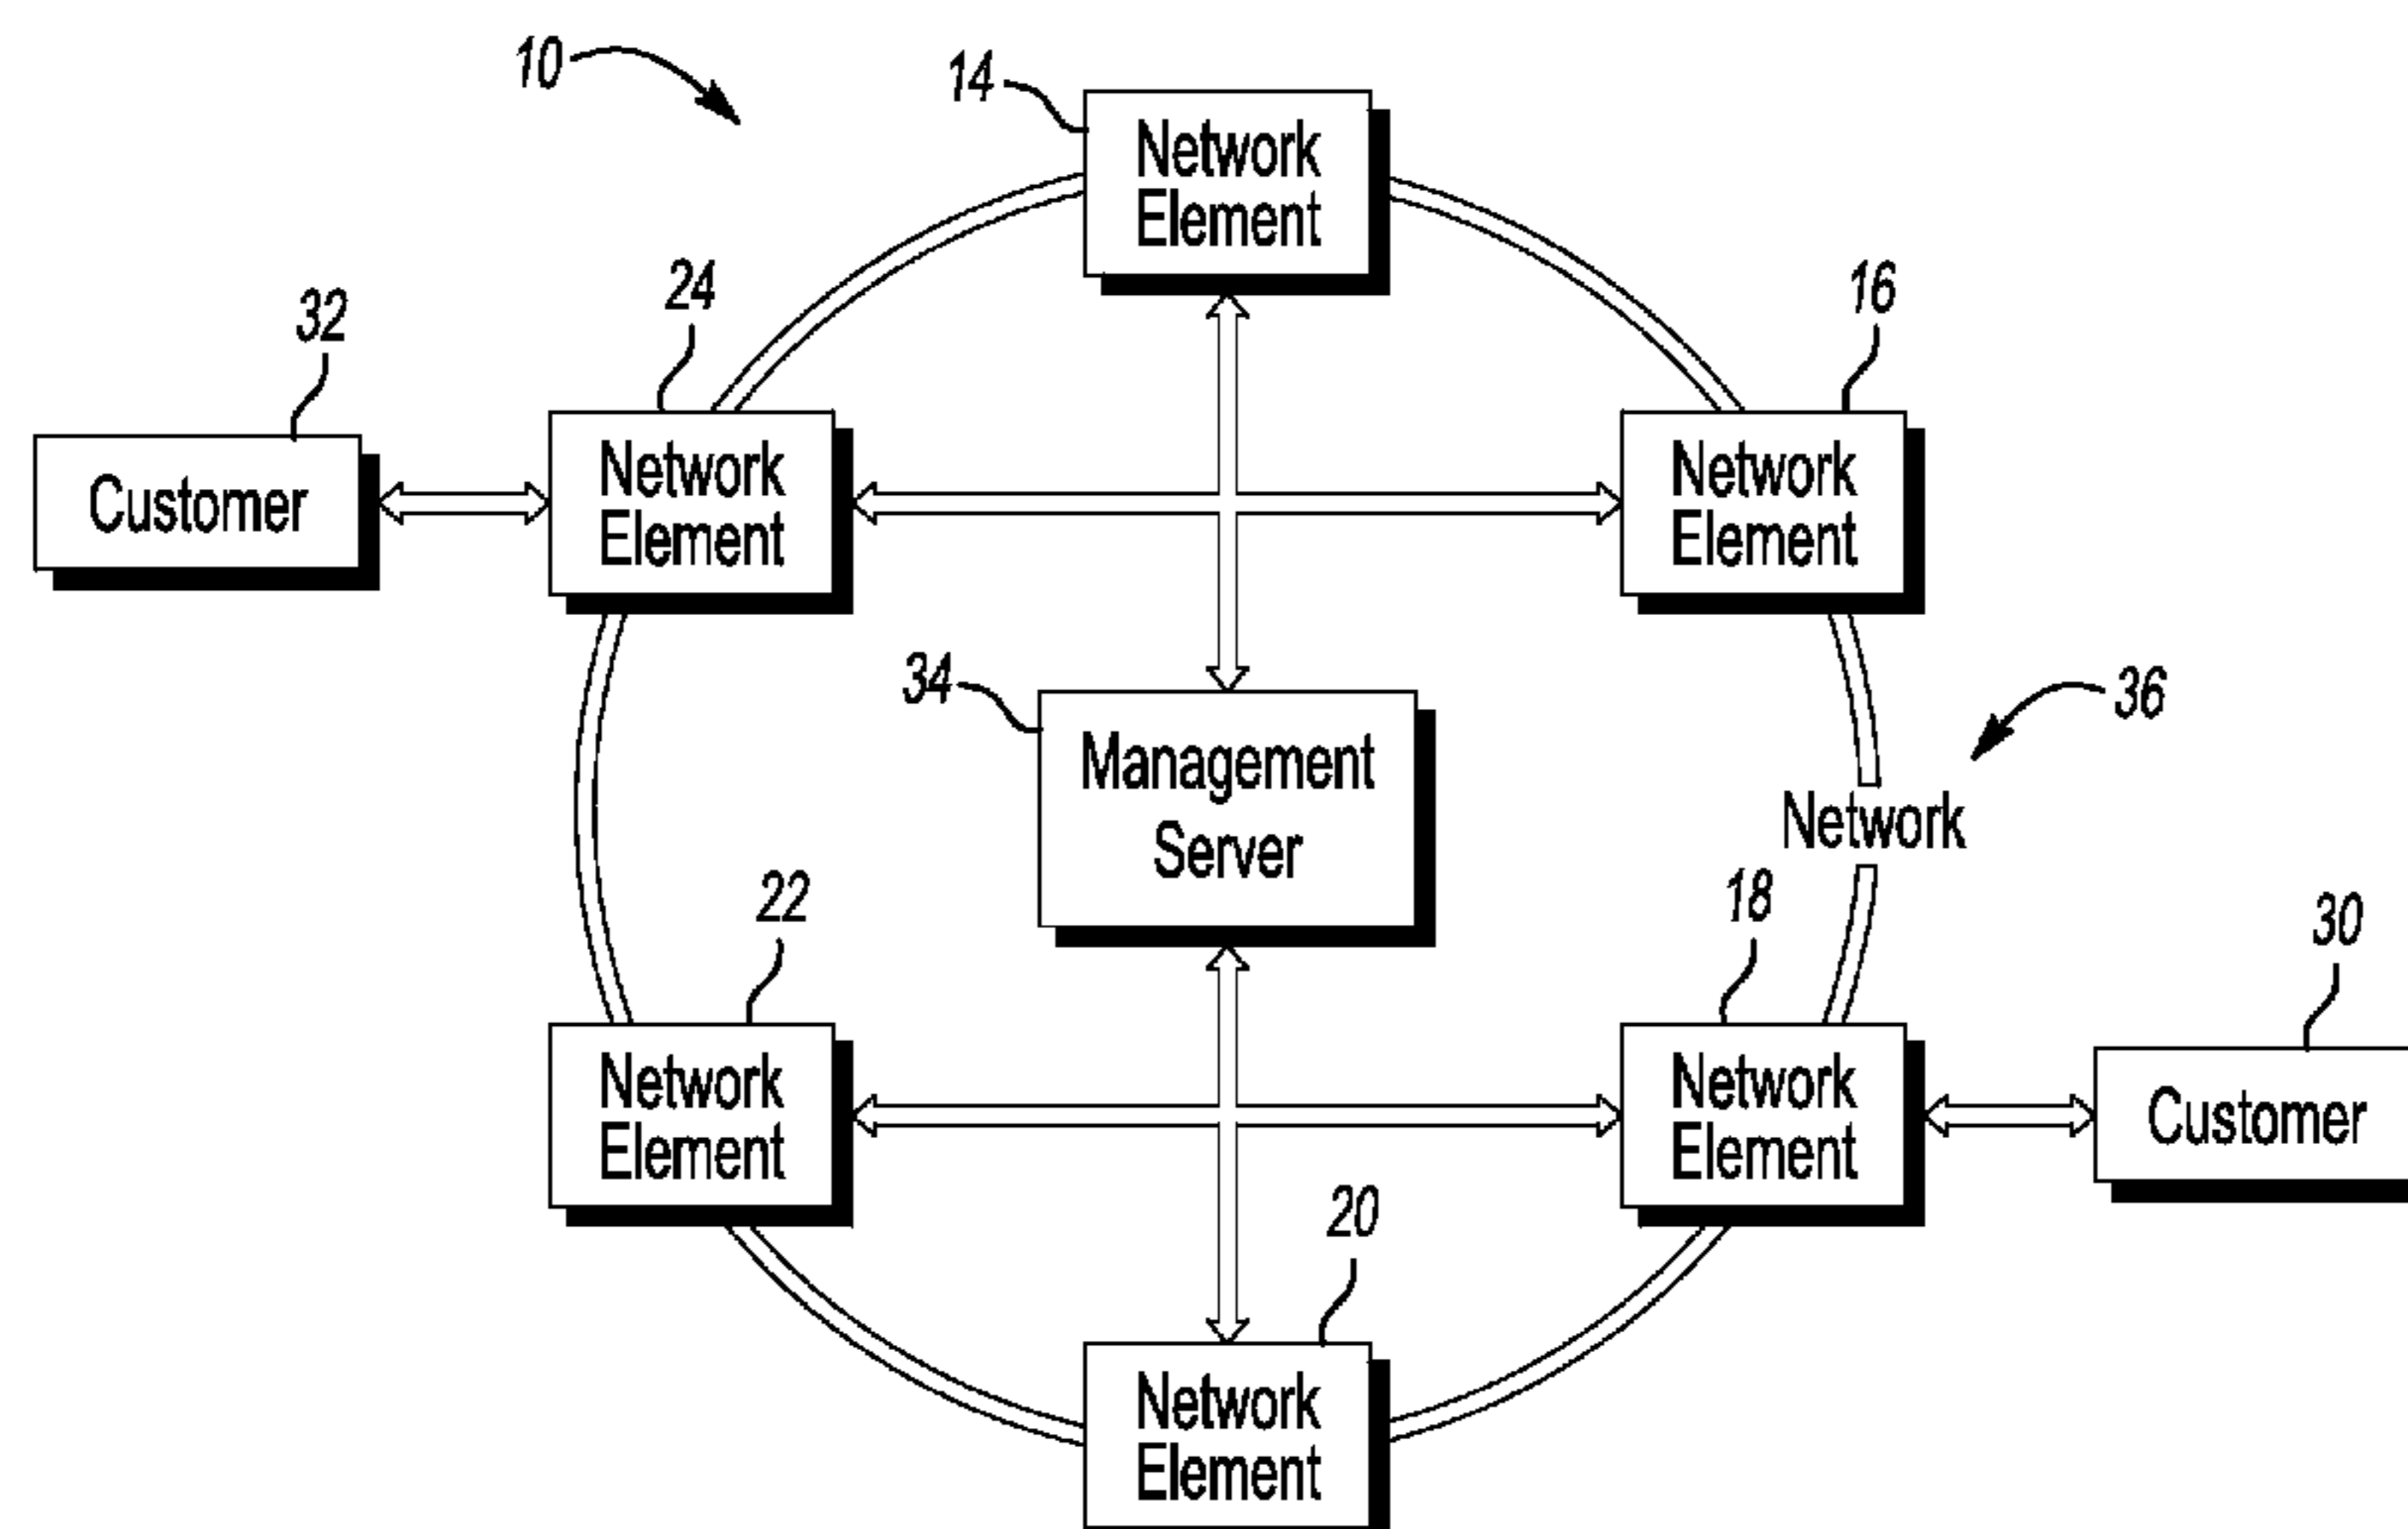 10
14
Network
Element
24
16
32
Network
Element
Network
Element
Customer
34
36
Management
Server
Network
22
18
30
Network
Element
Network
Element
Customer
20
Network
Element